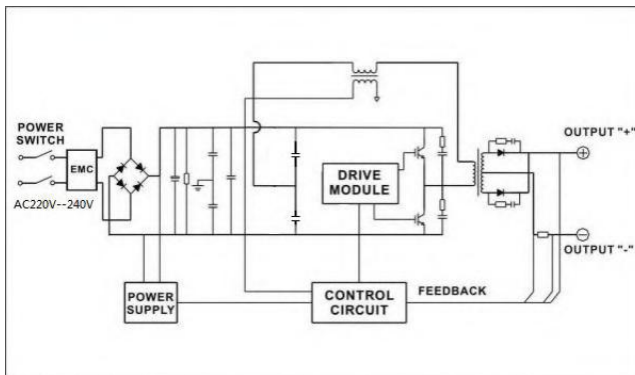 POWER
SWITCH
EMC
AC220V--240V
DRIVE
MODULE
OUTPUT "+"
OUTPUT "-"
POWER
SUPPLY
CONTROL
CIRCUIT
FEEDBACK